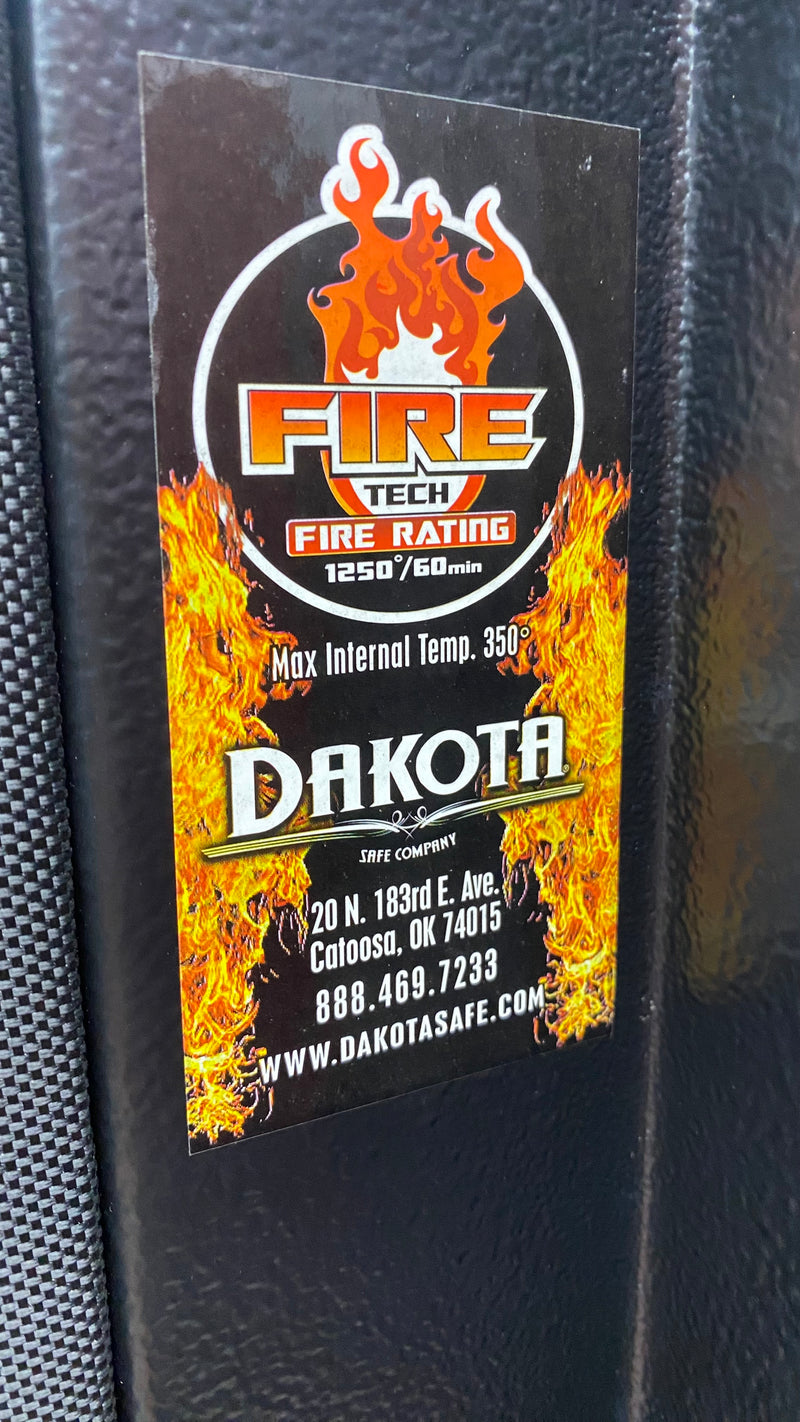 FIRE
TECH
FIRE RATING
1250°/60min
Max Internal Temp. 350°
DAKOTA®
SAFE COMPANY
20 N. 183rd E. Ave.
Catoosa, OK 74015
888.469.7233
WWW.DAKOTASAFE.COM